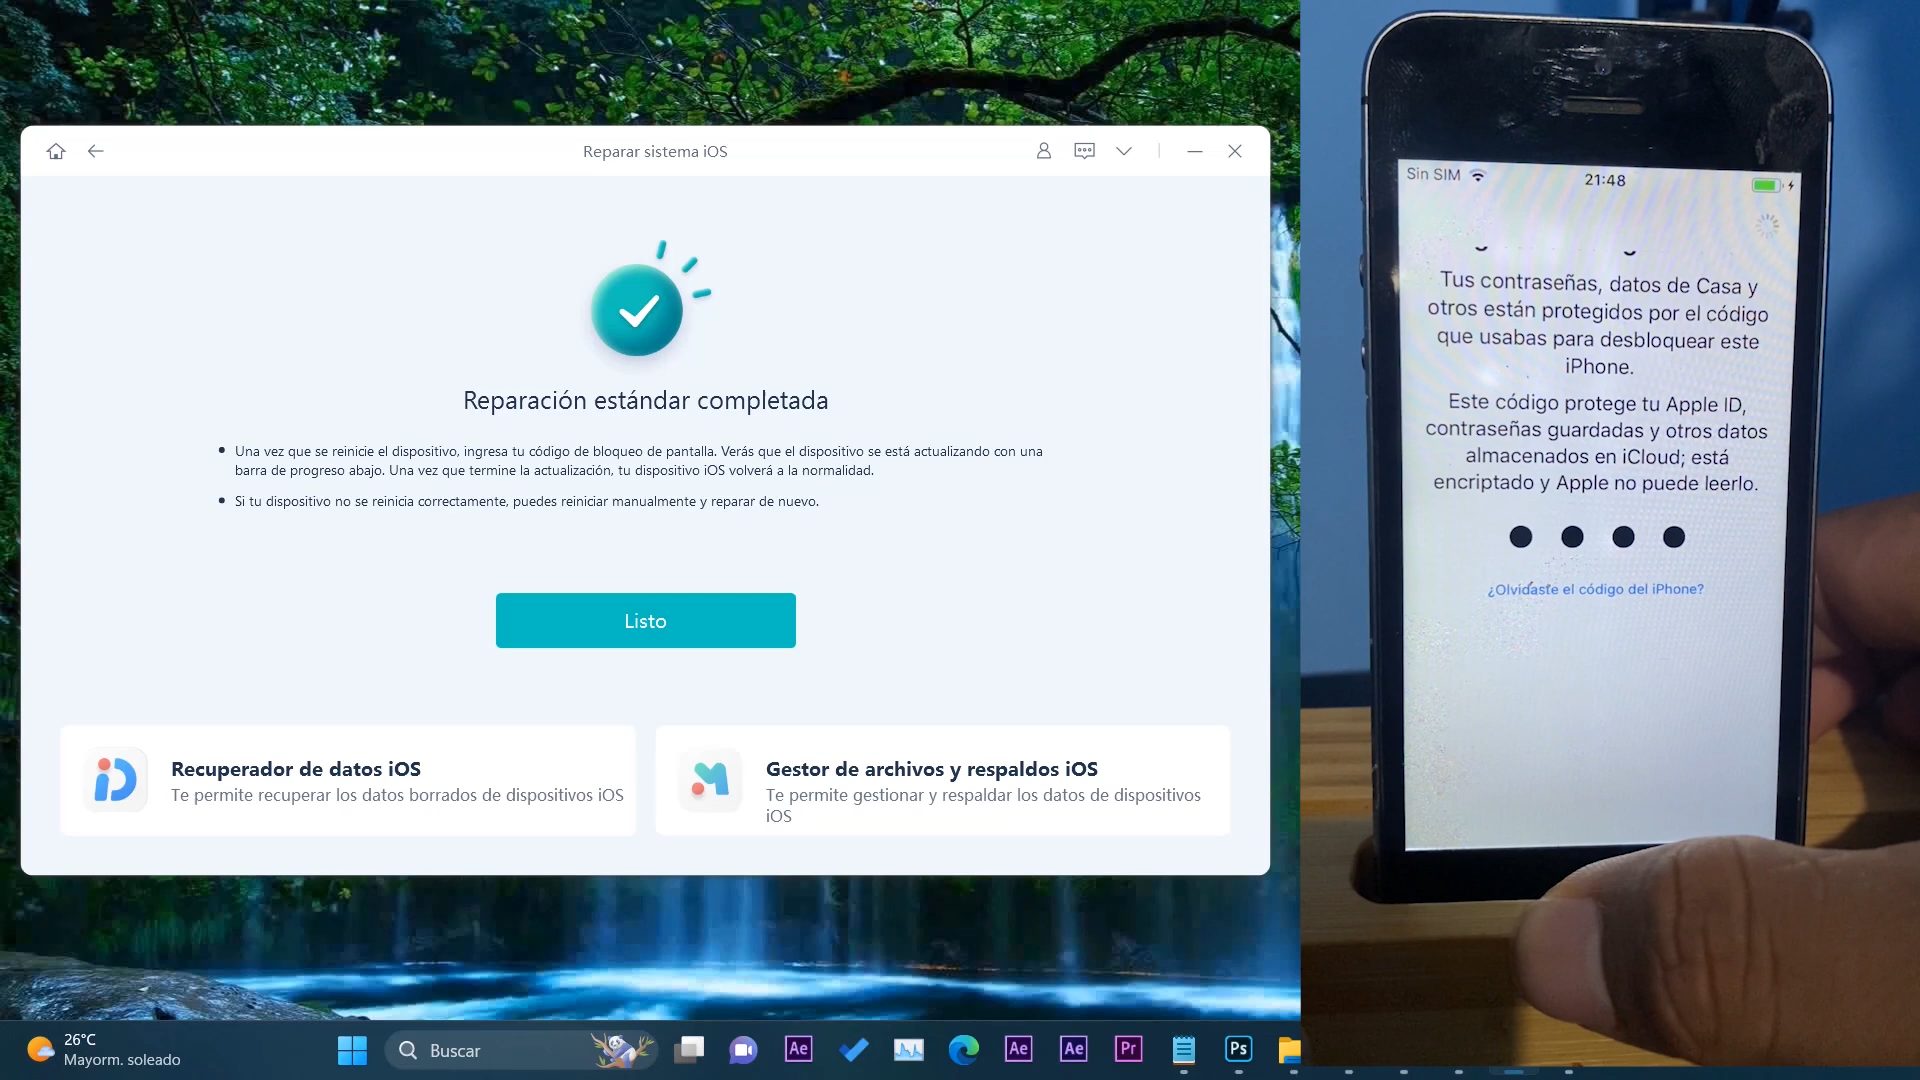 Reparar sistema iOS
Reparación estándar completada
Una vez que se reinicie el dispositivo, ingresa tu código de bloqueo de pantalla. Verás que el dispositivo se está actualizando con una
barra de progreso abajo. Una vez que termine la actualización, tu dispositivo iOS volverá a la normalidad.
Si tu dispositivo no se reinicia correctamente, puedes reiniciar manualmente y reparar de nuevo.
Listo
Recuperador de datos iOS
Te permite recuperar los datos borrados de dispositivos iOS
Gestor de archivos y respaldos iOS
Te permite gestionar y respaldar los datos de dispositivos
iOS
26°C
Mayorm. soleado
Buscar
Ae
Ae
Ae
Pr
Ps
Sin SIM
21:48
Tus contraseñas, datos de Casa y
otros están protegidos por el código
que usabas para desbloquear este
iPhone.
Este código protege tu Apple ID,
contraseñas guardadas y otros datos
almacenados en iCloud; está
encriptado y Apple no puede leerlo.
¿Olvidaste el código del iPhone?